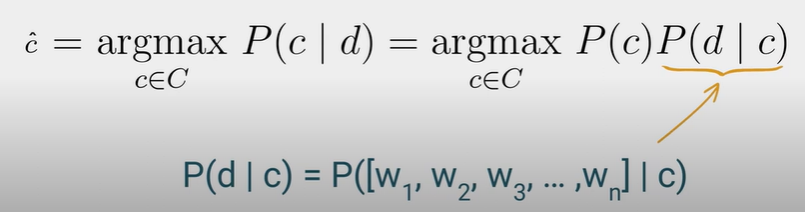 ĉ = argmax P(c | d) = argmax P(c)P(d | c)
c∈C c∈C
P(d | c) = P([w₁, w₂, w₃, ... ,wₙ] | c)